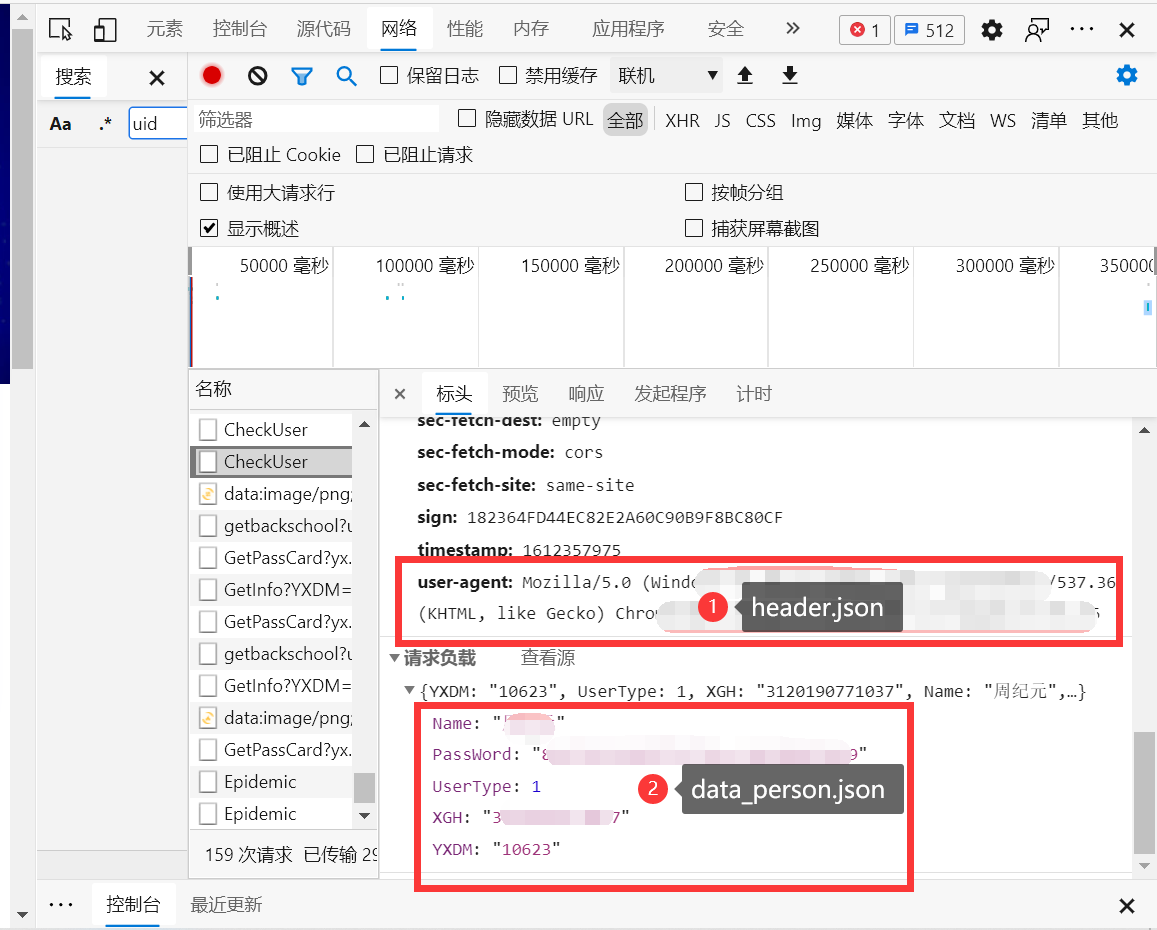 元素 控制台 源代码 网络 性能 内存 应用程序 安全 1 512
搜索 保留日志 禁用缓存 联机
Aa .* uid 筛选器 隐藏数据 URL 全部 XHR JS CSS Img 媒体 字体 文档 WS 清单 其他
已阻止 Cookie 已阻止请求
使用大请求行 按帧分组
显示概述 捕获屏幕截图
50000 毫秒 100000 毫秒 150000 毫秒 200000 毫秒 250000 毫秒 300000 毫秒 35000
名称 标头 预览 响应 发起程序 计时
CheckUser
CheckUser
data:image/png;
getbackschool?u
GetPassCard?yx.
GetInfo?YXDM=
GetPassCard?yx.
getbackschool?u
GetInfo?YXDM=
data:image/png;
GetPassCard?yx.
Epidemic
Epidemic
159 次请求 已传输 29
sec-fetch-dest: empty
sec-fetch-mode: cors
sec-fetch-site: same-site
sign: 182364FD44EC82E2A60C90B9F8BC80CF
timestamp: 1612357975
user-agent: Mozilla/5.0 (Windo /537.36
(KHTML, like Gecko) Chro
1 header.json
请求负载 查看源
{YXDM: "10623", UserType: 1, XGH: "3120190771037", Name: "周纪元",…}
Name: " "
PassWord: "8 9"
UserType: 1
2 data_person.json
XGH: "3 7"
YXDM: "10623"
控制台 最近更新